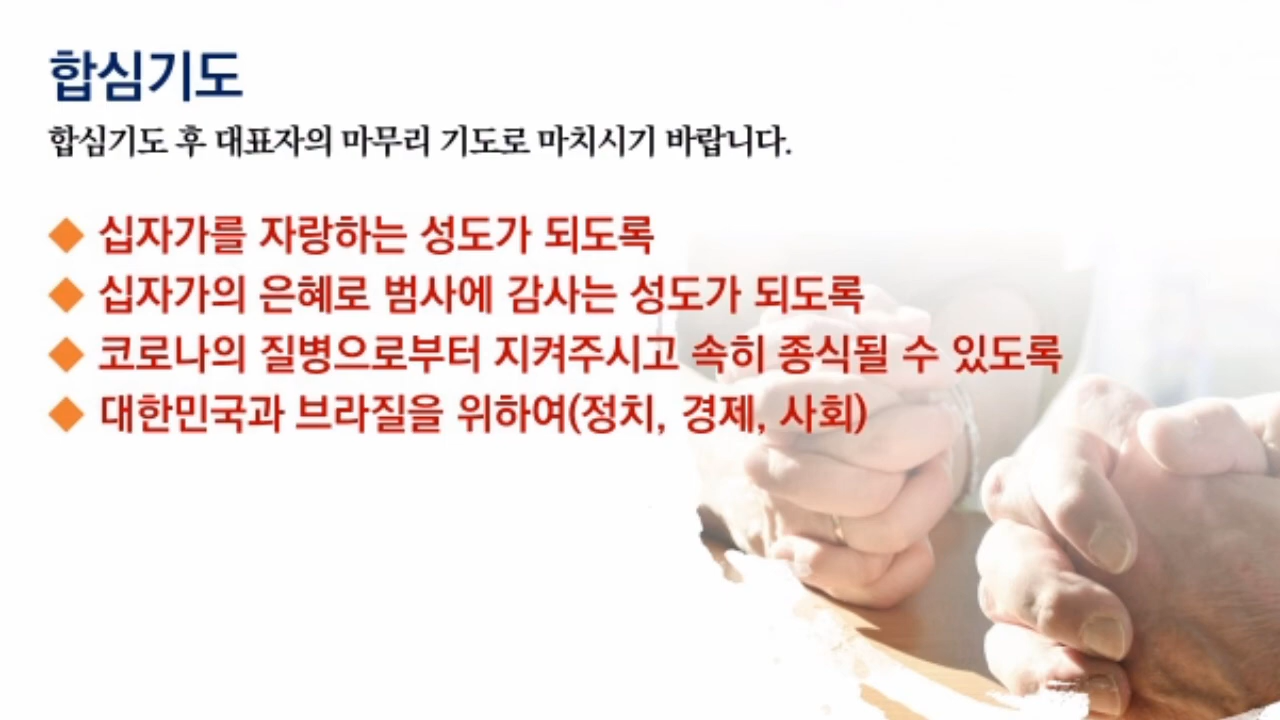 합심기도
합심기도 후 대표자의 마무리 기도로 마치시기 바랍니다.
◆ 십자가를 자랑하는 성도가 되도록
◆ 십자가의 은혜로 범사에 감사는 성도가 되도록
◆ 코로나의 질병으로부터 지켜주시고 속히 종식될 수 있도록
◆ 대한민국과 브라질을 위하여(정치, 경제, 사회)